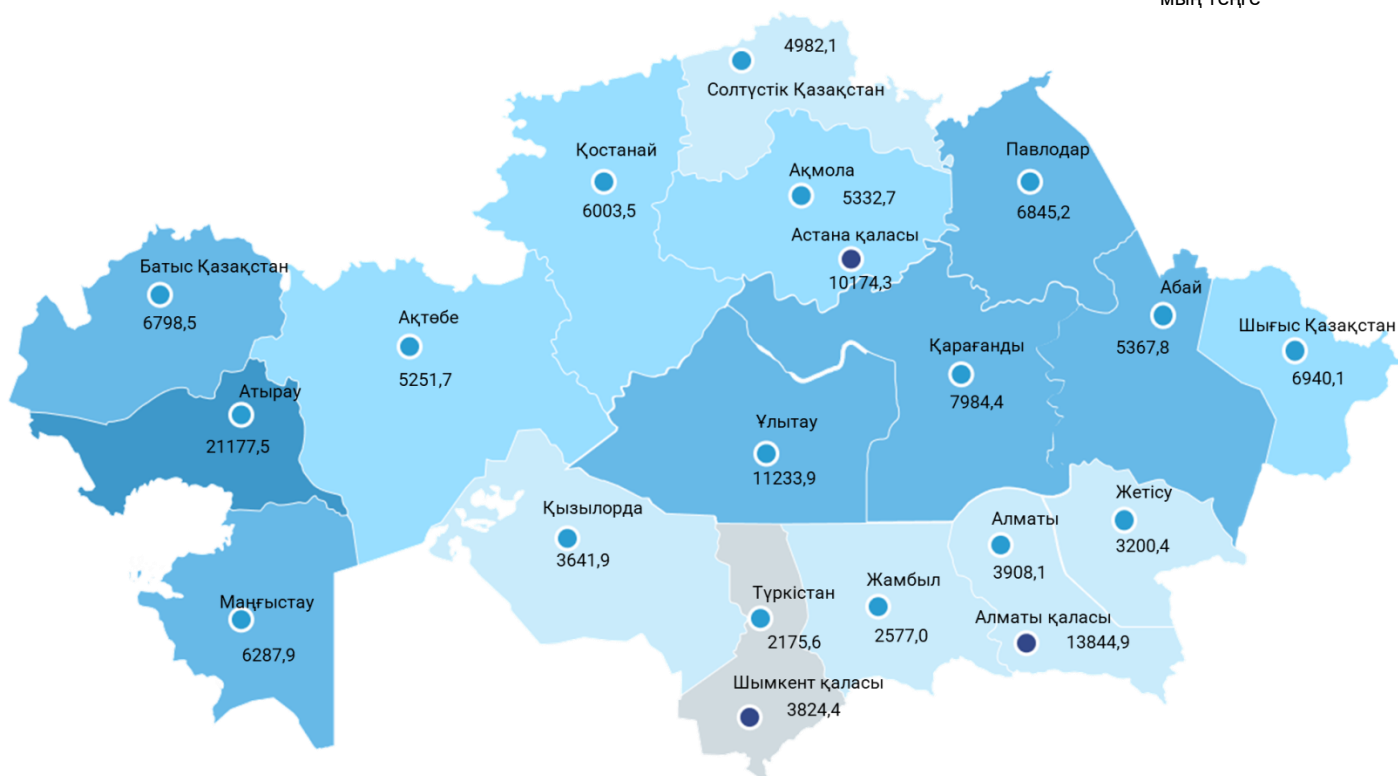 мың теңге
4982,1
Солтүстік Қазақстан
Қостанай
6003,5
Ақмола
5332,7
Астана қаласы
10174,3
Павлодар
6845,2
Батыс Қазақстан
6798,5
Ақтөбе
5251,7
Абай
5367,8
Шығыс Қазақстан
6940,1
Қарағанды
7984,4
Атырау
21177,5
Ұлытау
11233,9
Қызылорда
3641,9
Жетісу
3200,4
Алматы
3908,1
Маңғыстау
6287,9
Түркістан
2175,6
Жамбыл
2577,0
Алматы қаласы
13844,9
Шымкент қаласы
3824,4